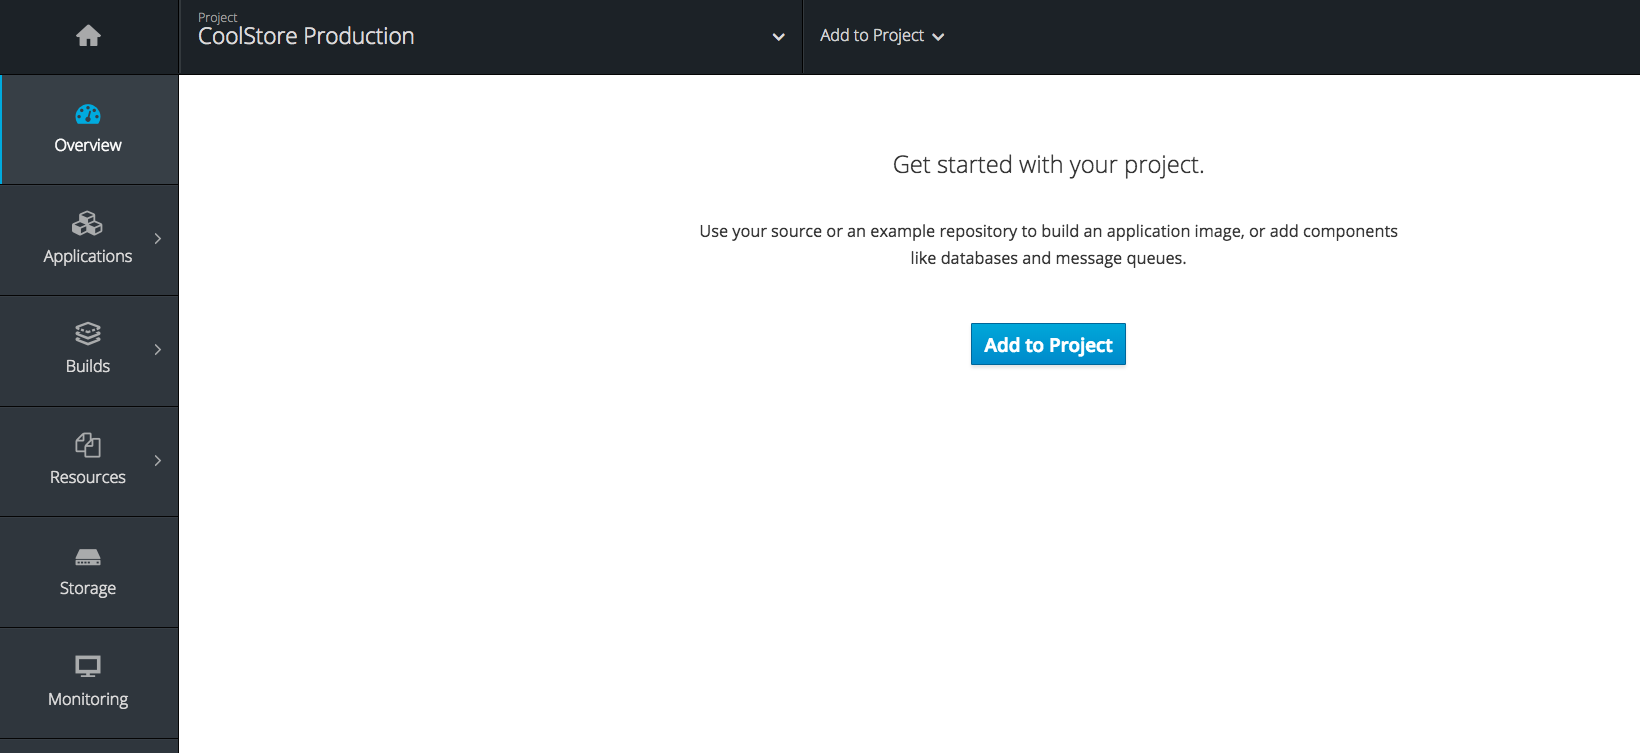 Project
CoolStore Production
Add to Project
Overview
Applications
Builds
Resources
Storage
Monitoring
Get started with your project.
Use your source or an example repository to build an application image, or add components
like databases and message queues.
Add to Project